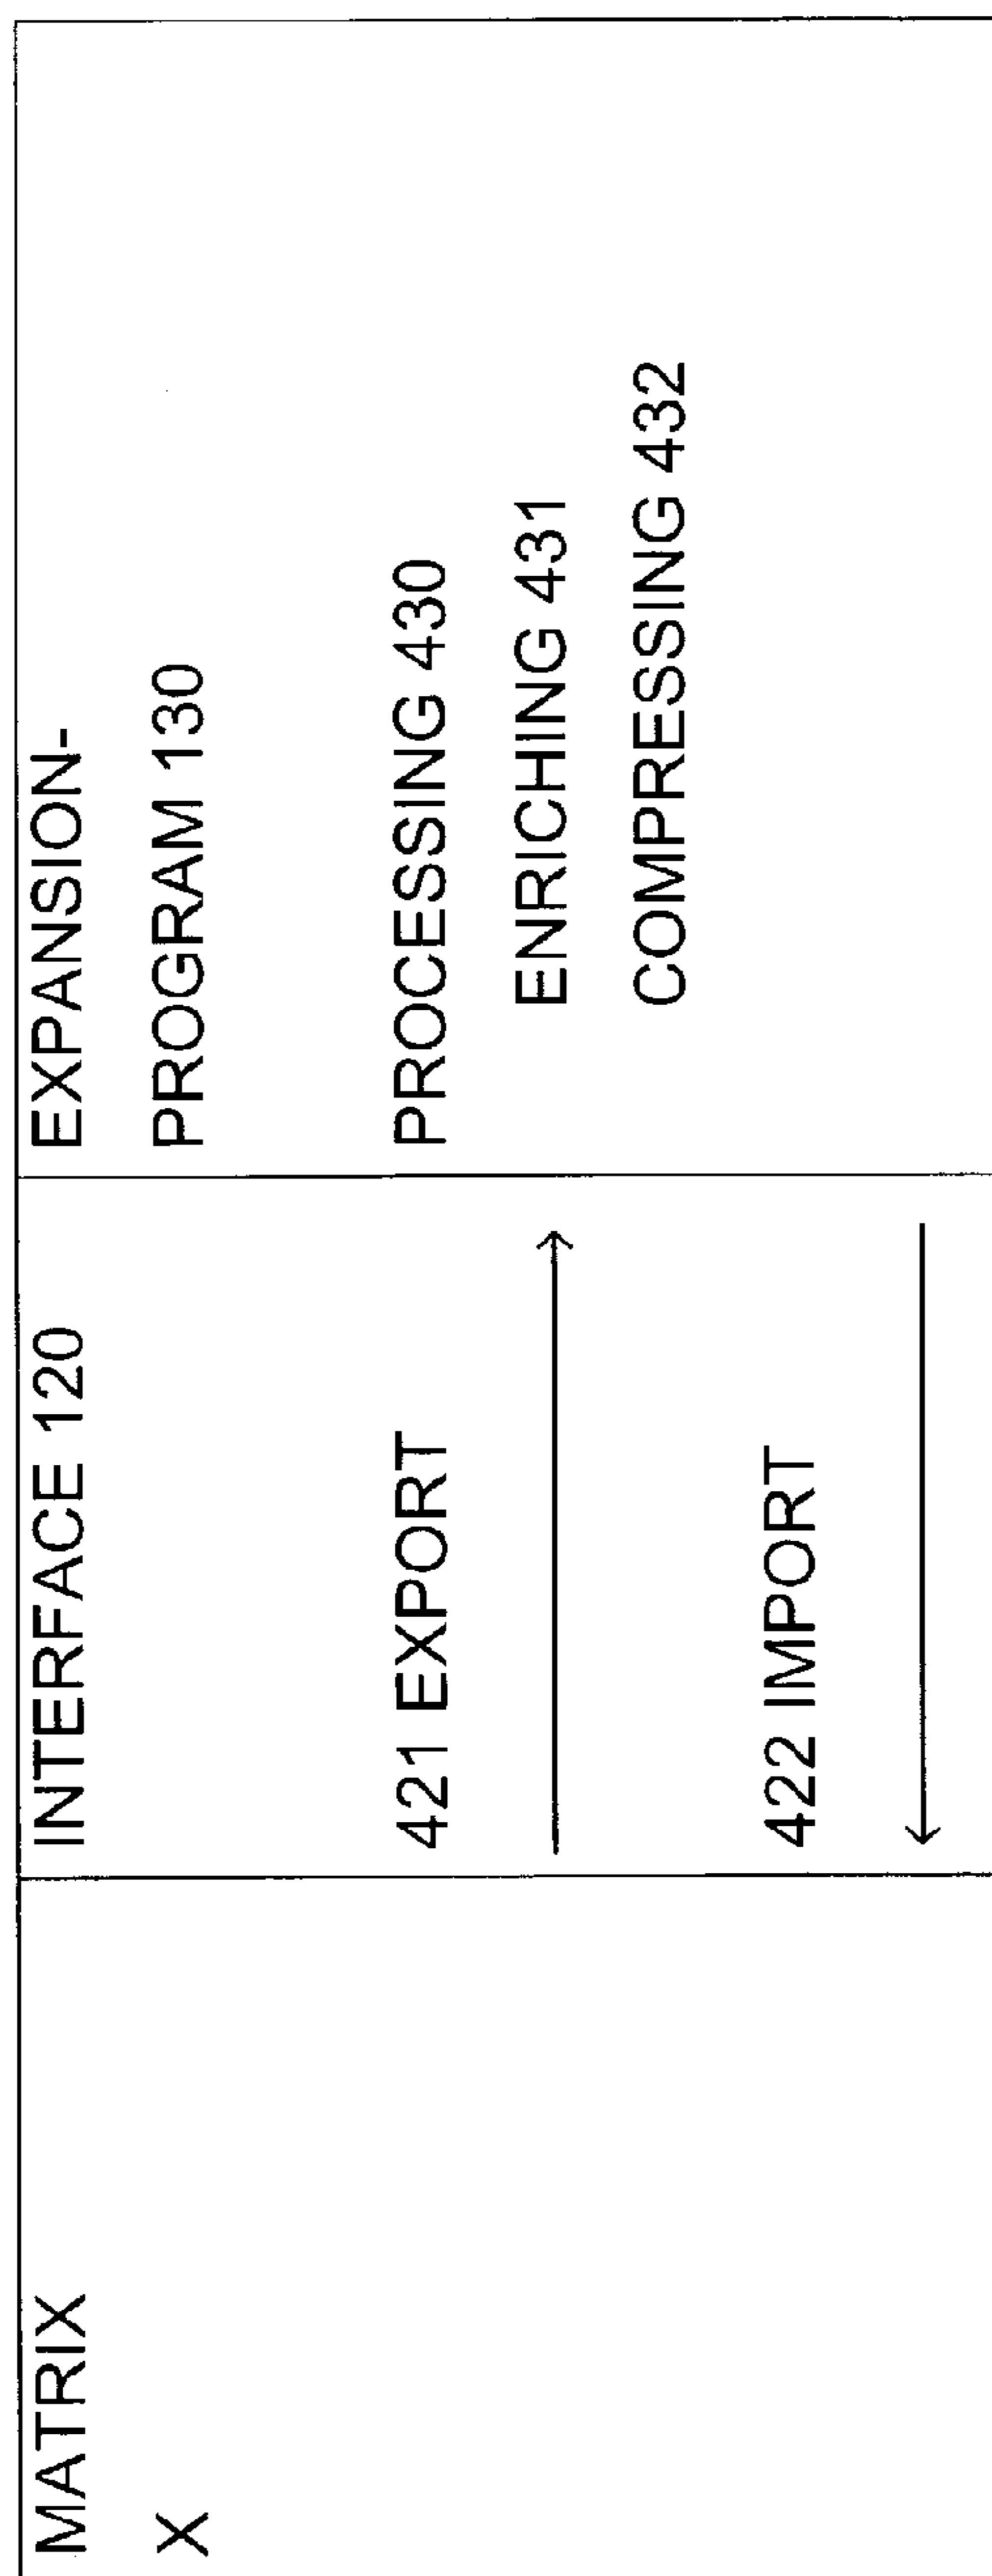 MATRIX
X
INTERFACE 120
421 EXPORT
422 IMPORT
EXPANSION-
PROGRAM 130
PROCESSING 430
ENRICHING 431
COMPRESSING 432